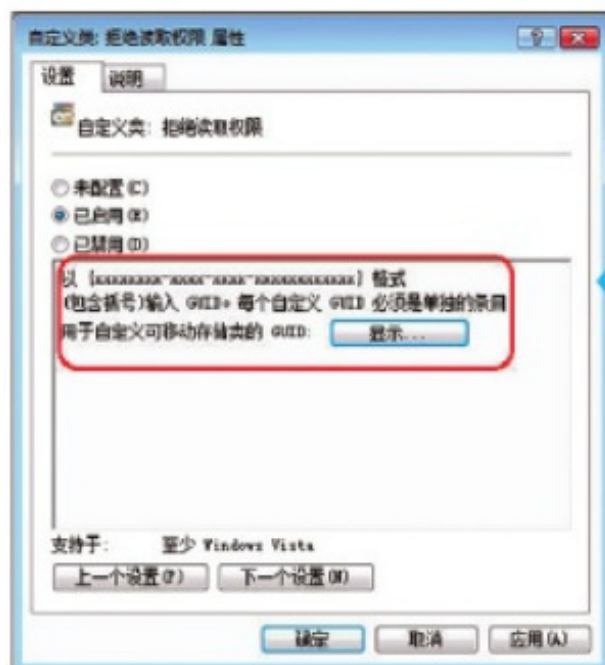 自定义类: 拒绝读取权限 属性
设置 说明
自定义类: 拒绝读取权限
未配置(C)
已启用(E)
已禁用(D)
以 {xxxxxxxx-xxxx-xxxx-xxxxxxxxxxxx} 格式
(包含括号)输入 GUID。每个自定义 GUID 必须是单独的条目
用于自定义可移动存储类的 GUID: 显示...
支持于: 至少 Windows Vista
上一个设置(P) 下一个设置(N)
确定 取消 应用(A)